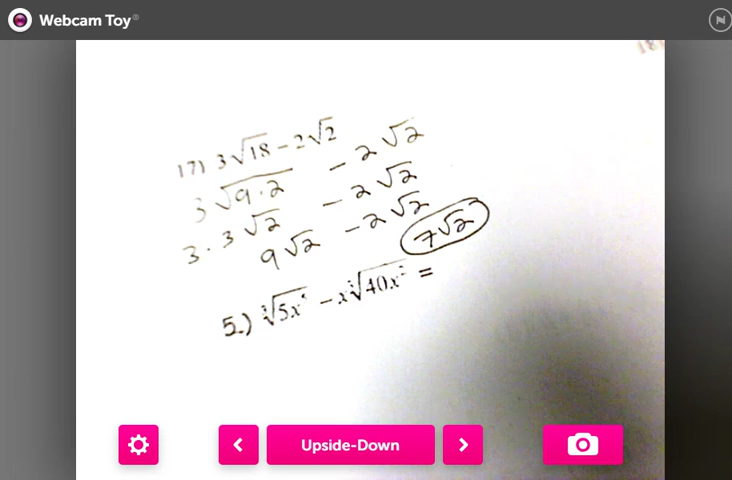 Webcam Toy
17) 3√18 - 2√2
3√9·2 - 2√2
3·3√2 - 2√2
9√2 - 2√2
7√2
5.) ∛5x - x∛40x² =
Upside-Down